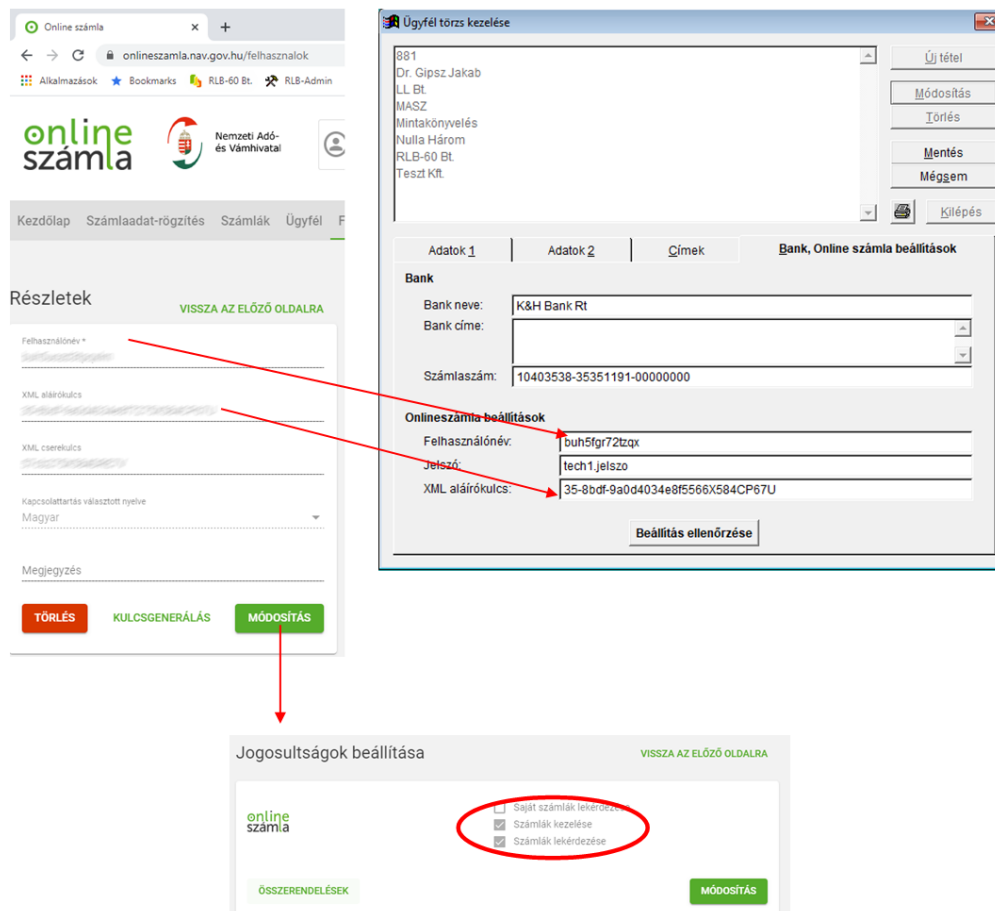 Online számla
onlineszamla.nav.gov.hu/felhasznalok
Alkalmazások Bookmarks RLB-60 Bt. RLB-Admin
online
számla
Nemzeti Adó-
és Vámhivatal
Kezdőlap Számlaadat-rögzítés Számlák Ügyfél F
Részletek
VISSZA AZ ELŐZŐ OLDALRA
Felhasználónév *
XML aláírókulcs
XML cserekulcs
Kapcsolattartás választott nyelve
Magyar
Megjegyzés
TÖRLÉS KULCSGENERÁLÁS MÓDOSÍTÁS
Ügyfél törzs kezelése
881
Dr. Gipsz Jakab
LL Bt.
MASZ
Mintakönyvelés
Nulla Három
RLB-60 Bt.
Teszt Kft.
Új tétel
Módosítás
Törlés
Mentés
Mégsem
Kilépés
Adatok 1 Adatok 2 Címek Bank, Online számla beállítások
Bank
Bank neve: K&H Bank Rt
Bank címe:
Számlaszám: 10403538-35351191-00000000
Onlineszámla beállítások
Felhasználónév: buh5fgr72tzqx
Jelszó: tech1.jelszo
XML aláírókulcs: 35-8bdf-9a0d4034e8f5566X584CP67U
Beállítás ellenőrzése
Jogosultságok beállítása
VISSZA AZ ELŐZŐ OLDALRA
online
számla
Saját számlák lekérdezése
Számlák kezelése
Számlák lekérdezése
ÖSSZERENDELÉSEK
MÓDOSÍTÁS